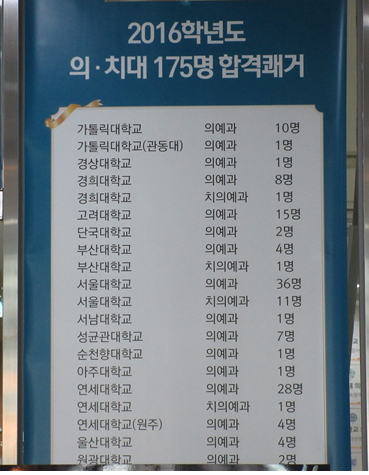 2016학년도
의·치대 175명 합격쾌거
가톨릭대학교 의예과 10명
가톨릭대학교(관동대) 의예과 1명
경상대학교 의예과 1명
경희대학교 의예과 8명
경희대학교 치의예과 1명
고려대학교 의예과 15명
단국대학교 의예과 2명
부산대학교 의예과 4명
부산대학교 치의예과 1명
서울대학교 의예과 36명
서울대학교 치의예과 11명
서남대학교 의예과 1명
성균관대학교 의예과 7명
순천향대학교 의예과 1명
아주대학교 의예과 1명
연세대학교 의예과 28명
연세대학교 치의예과 1명
연세대학교(원주) 의예과 4명
울산대학교 의예과 4명
원광대학교 의예과 2명